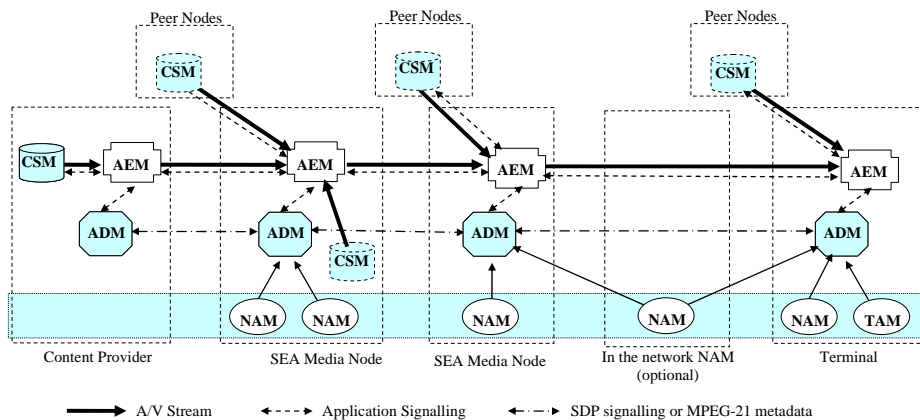 Peer Nodes
Peer Nodes
Peer Nodes
CSM
CSM
CSM
CSM
AEM
AEM
AEM
AEM
ADM
ADM
ADM
ADM
CSM
NAM
NAM
NAM
NAM
NAM
TAM
Content Provider
SEA Media Node
SEA Media Node
In the network NAM
(optional)
Terminal
A/V Stream
Application Signalling
SDP signalling or MPEG-21 metadata